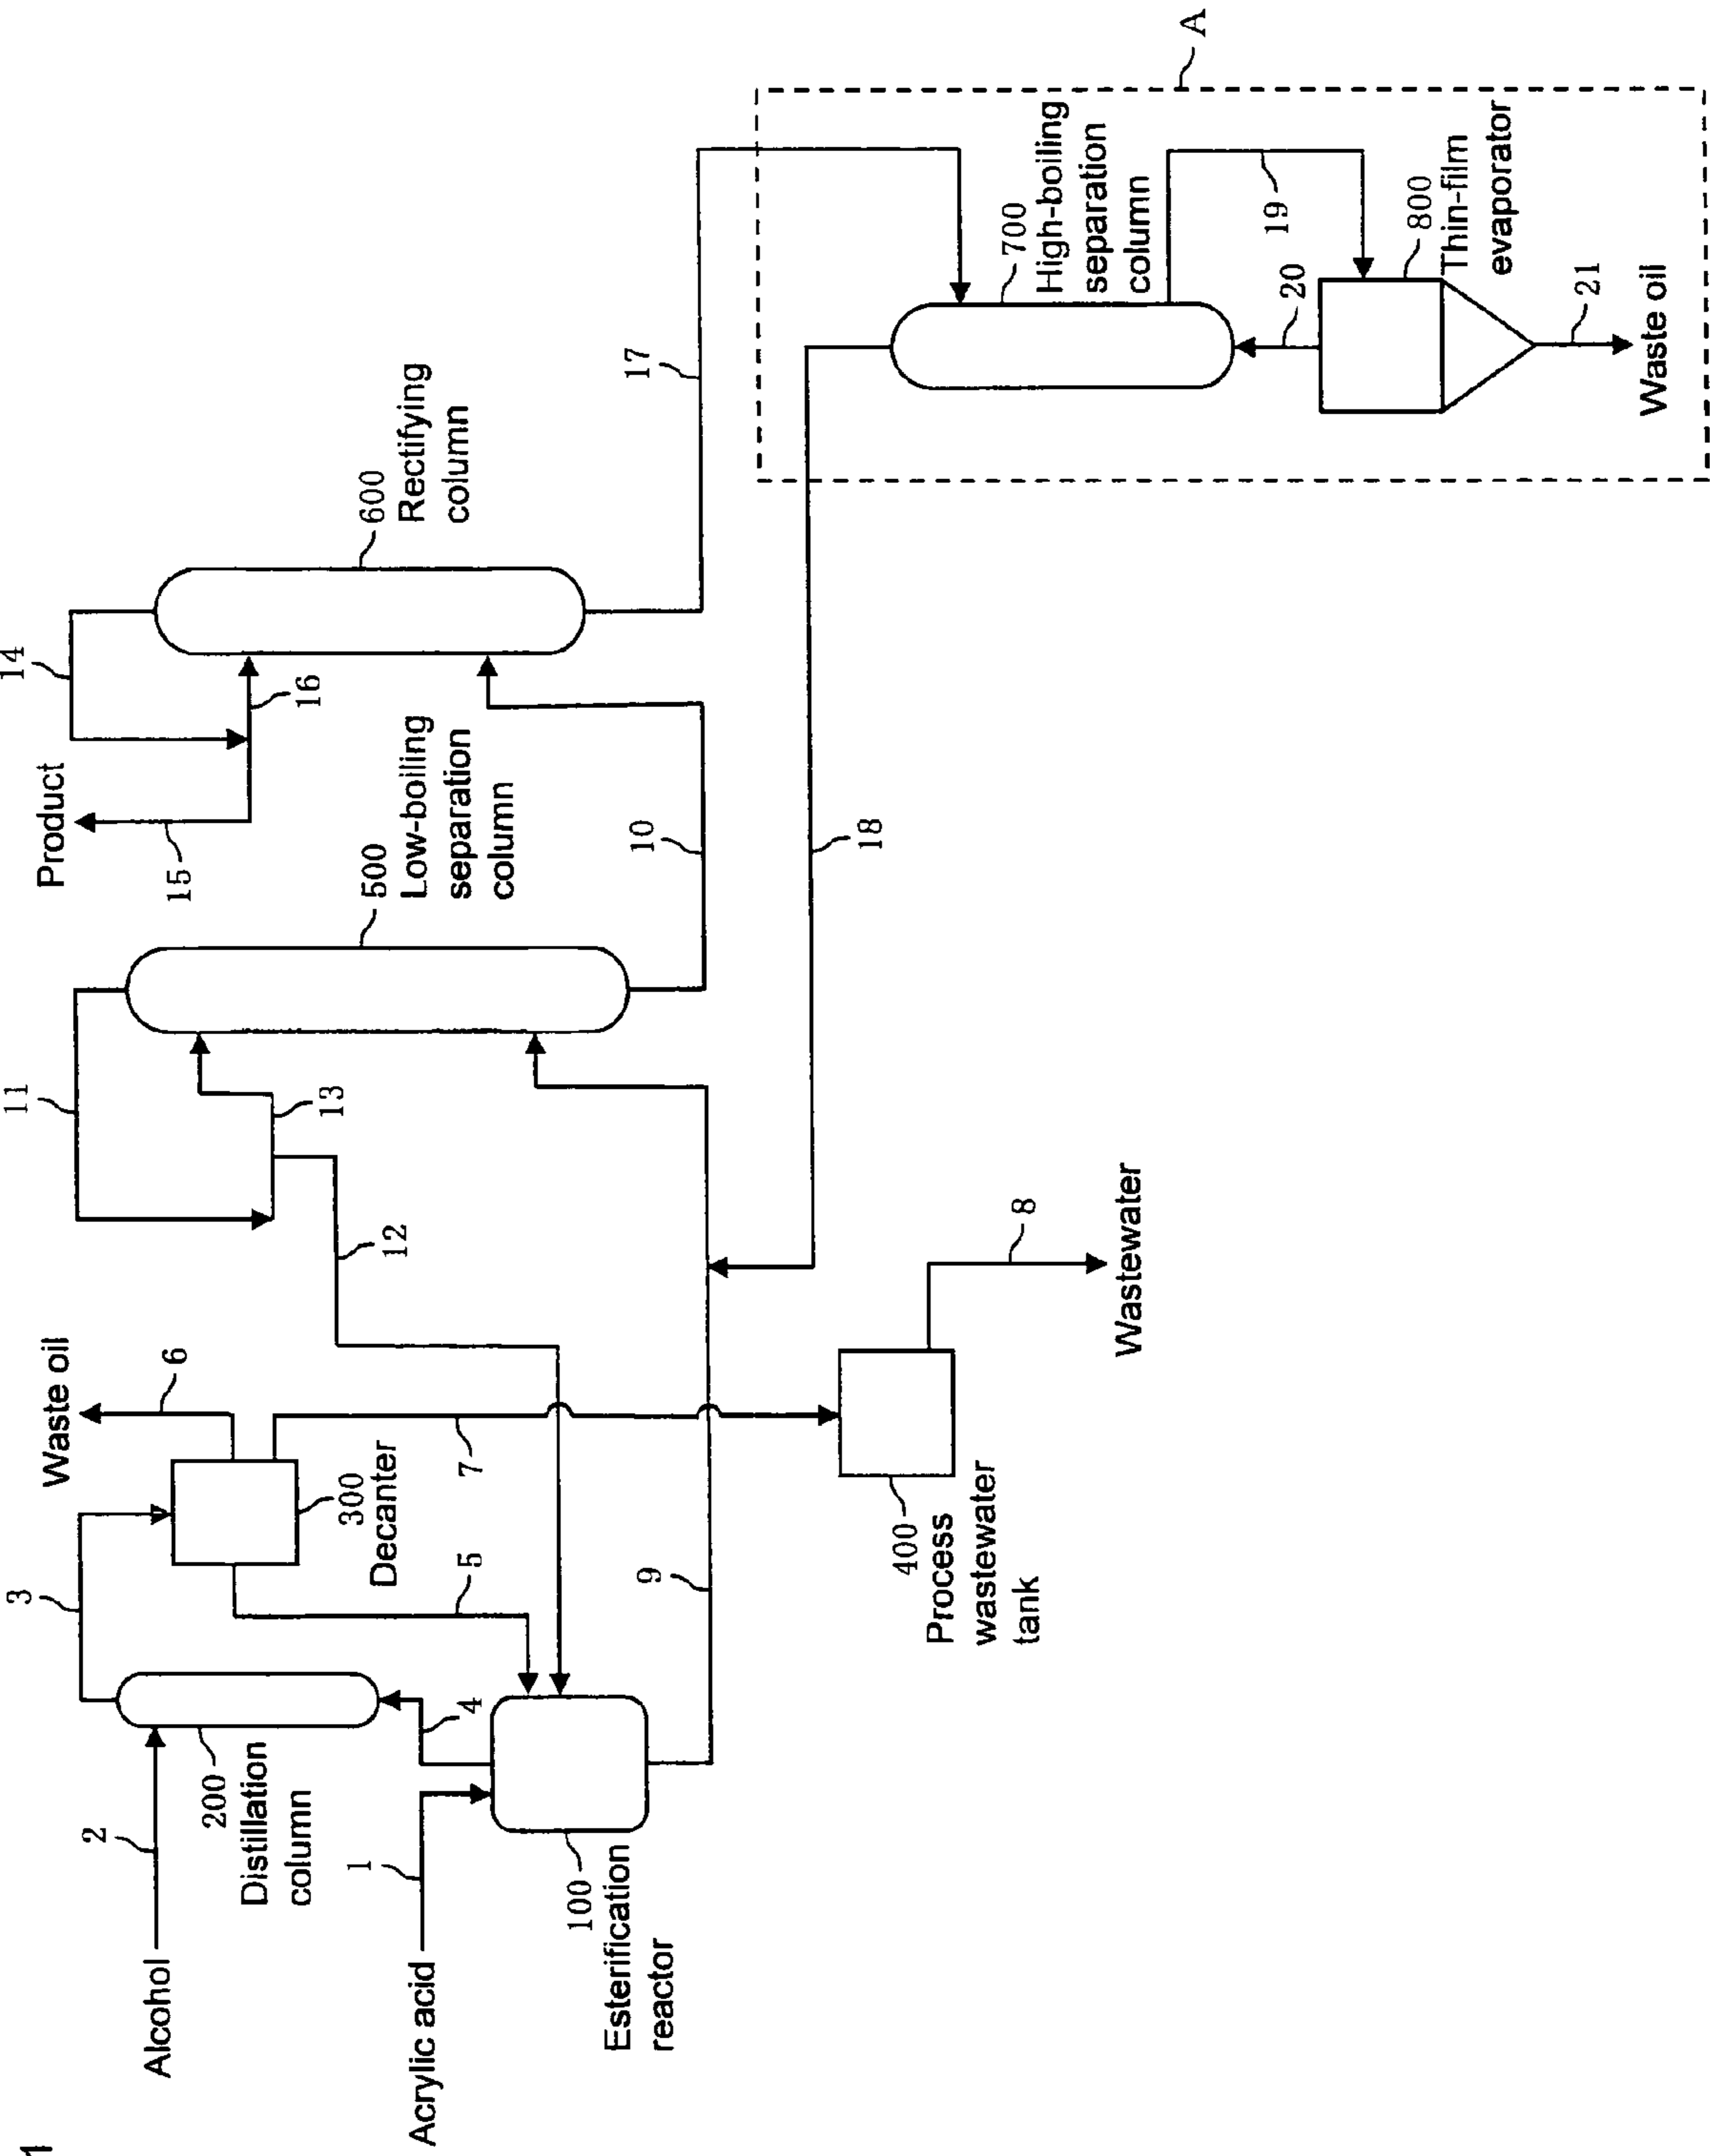 1
Alcohol
2
200
Distillation
column
Acrylic acid
1
100
Esterification
reactor
3
4
Waste oil
6
300
Decanter
5
7
9
400
Process
wastewater
tank
8
Wastewater
11
13
12
500
Low-boiling
separation
column
10
18
Product
15
14
16
600
Rectifying
column
17
A
700
High-boiling
separation
column
19
20
800
Thin-film
evaporator
21
Waste oil